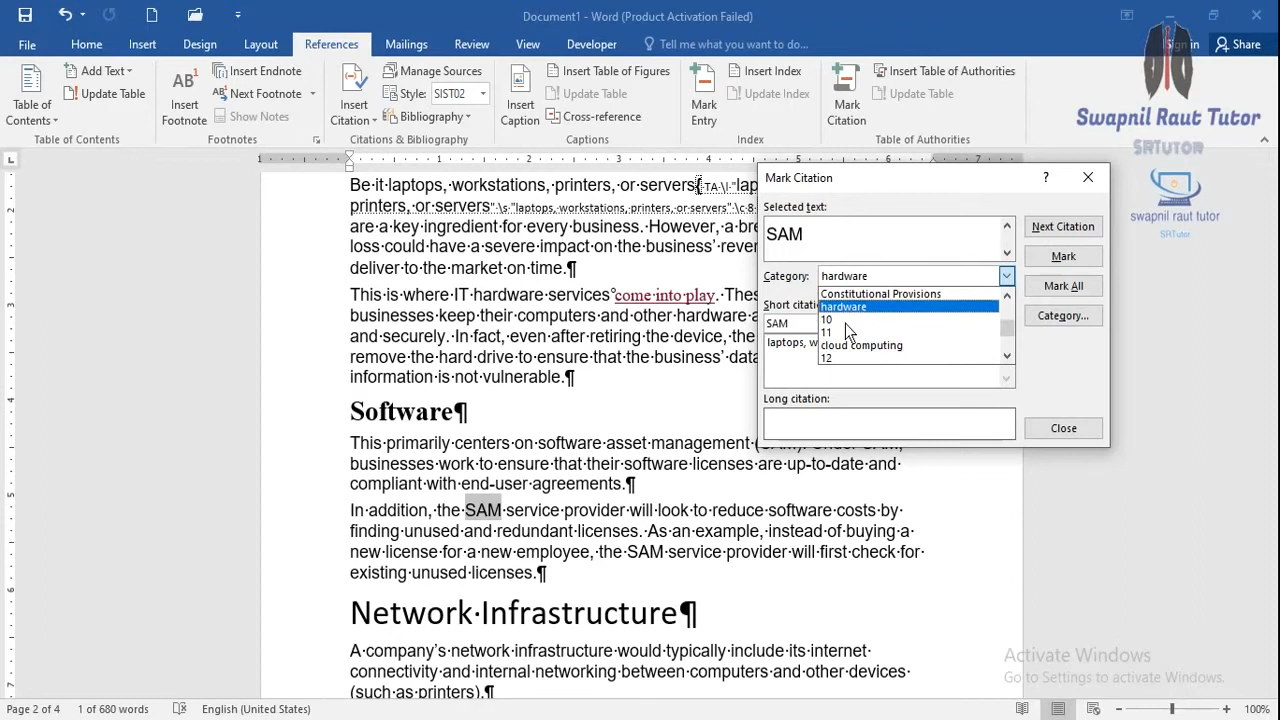 Document1 - Word (Product Activation Failed)
File Home Insert Design Layout References Mailings Review View Developer Tell me what you want to do... Sign in Share
Table of Contents
Add Text
Update Table
Table of Contents
AB1 Insert Footnote
Insert Endnote
Next Footnote
Show Notes
Footnotes
Insert Citation
Manage Sources
Style: SIST02
Bibliography
Citations & Bibliography
Insert Caption
Insert Table of Figures
Update Table
Cross-reference
Captions
Mark Entry
Insert Index
Update Index
Index
Mark Citation
Insert Table of Authorities
Update Table
Table of Authorities
Swapnil Raut Tutor
SRTutor
swapnil raut tutor
SRTutor
1 1 2 3 4 5 6 7
Be·it·laptops,·workstations,·printers,·or·servers{·TA·\l·"lap
printers,·or·servers"·\s·"laptops,·workstations,·printers,·or·servers"·\c·8
are·a·key·ingredient·for·every·business.·However,·a·bre
loss·could·have·a·severe·impact·on·the·business'·rever
deliver·to·the·market·on·time.¶
This·is·where·IT·hardware·services°come·into·play.·Thes
businesses·keep·their·computers·and·other·hardware·a
and·securely.·In·fact,·even·after·retiring·the·device,·the
remove·the·hard·drive·to·ensure·that·the·business'·data
information·is·not·vulnerable.¶
Software¶
This·primarily·centers·on·software·asset·management·(SAM).·Under·SAM,
businesses·work·to·ensure·that·their·software·licenses·are·up-to-date·and·
compliant·with·end-user·agreements.¶
In·addition,·the·SAM·service·provider·will·look·to·reduce·software·costs·by·
finding·unused·and·redundant·licenses.·As·an·example,·instead·of·buying·a·
new·license·for·a·new·employee,·the·SAM·service·provider·will·first·check·for·
existing·unused·licenses.¶
Network·Infrastructure¶
A·company's·network·infrastructure·would·typically·include·its·internet·
connectivity·and·internal·networking·between·computers·and·other·devices·
(such·as·printers).¶
Mark Citation ?
Selected text:
SAM
Next Citation
Mark
Category: hardware
Mark All
Constitutional Provisions
hardware
10
11
cloud computing
12
Short citati
SAM
laptops, w
Category...
Long citation:
Close
Activate Windows
Go to Settings to activate Windows.
Page 2 of 4 1 of 680 words English (United States) 100%